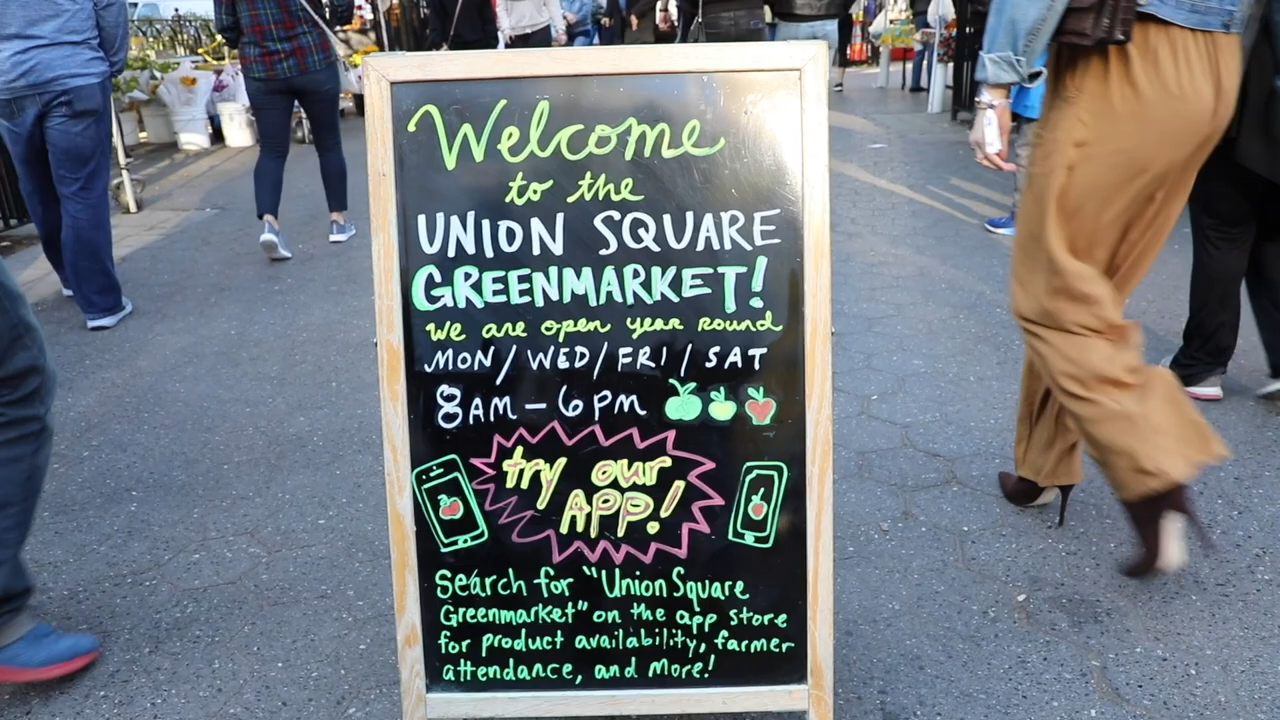 Welcome
to the
UNION SQUARE
GREENMARKET!
we are open year round
MON/WED/FRI/SAT
8AM-6PM
try our
APP!
Search for "Union Square
Greenmarket" on the app store
for product availability, farmer
attendance, and more!